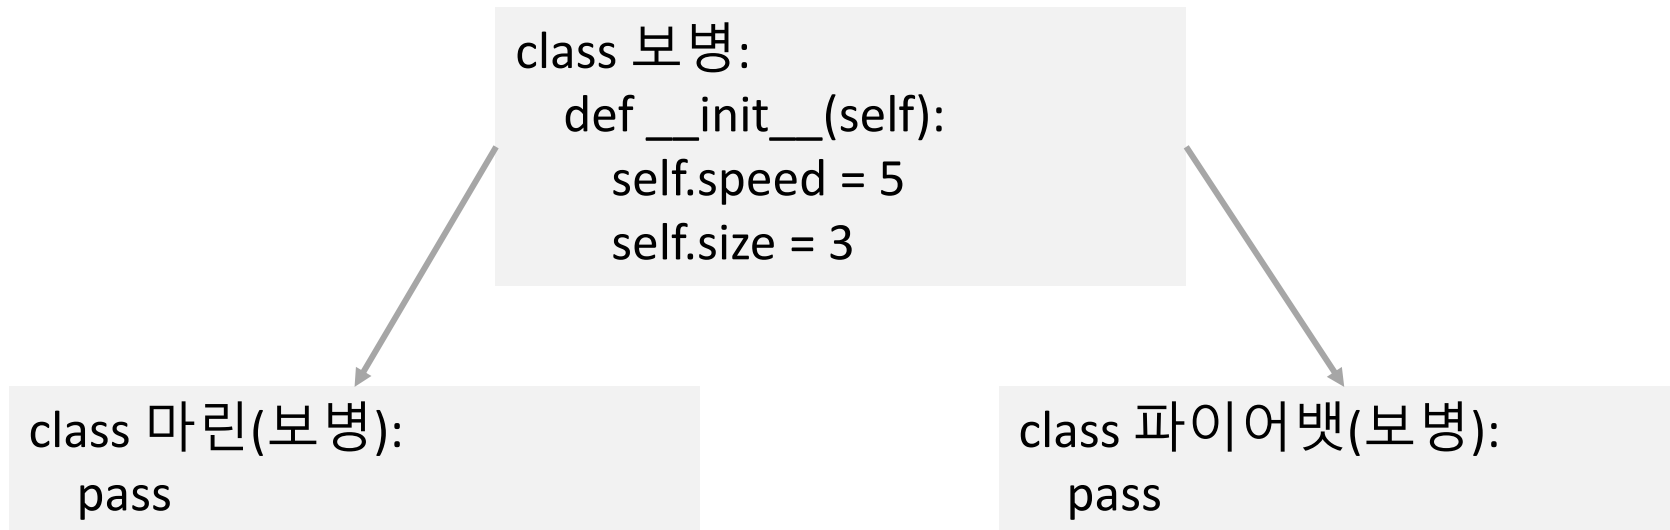 class 보병:
    def __init__(self):
        self.speed = 5
        self.size = 3
class 마린(보병):
    pass
class 파이어뱃(보병):
    pass